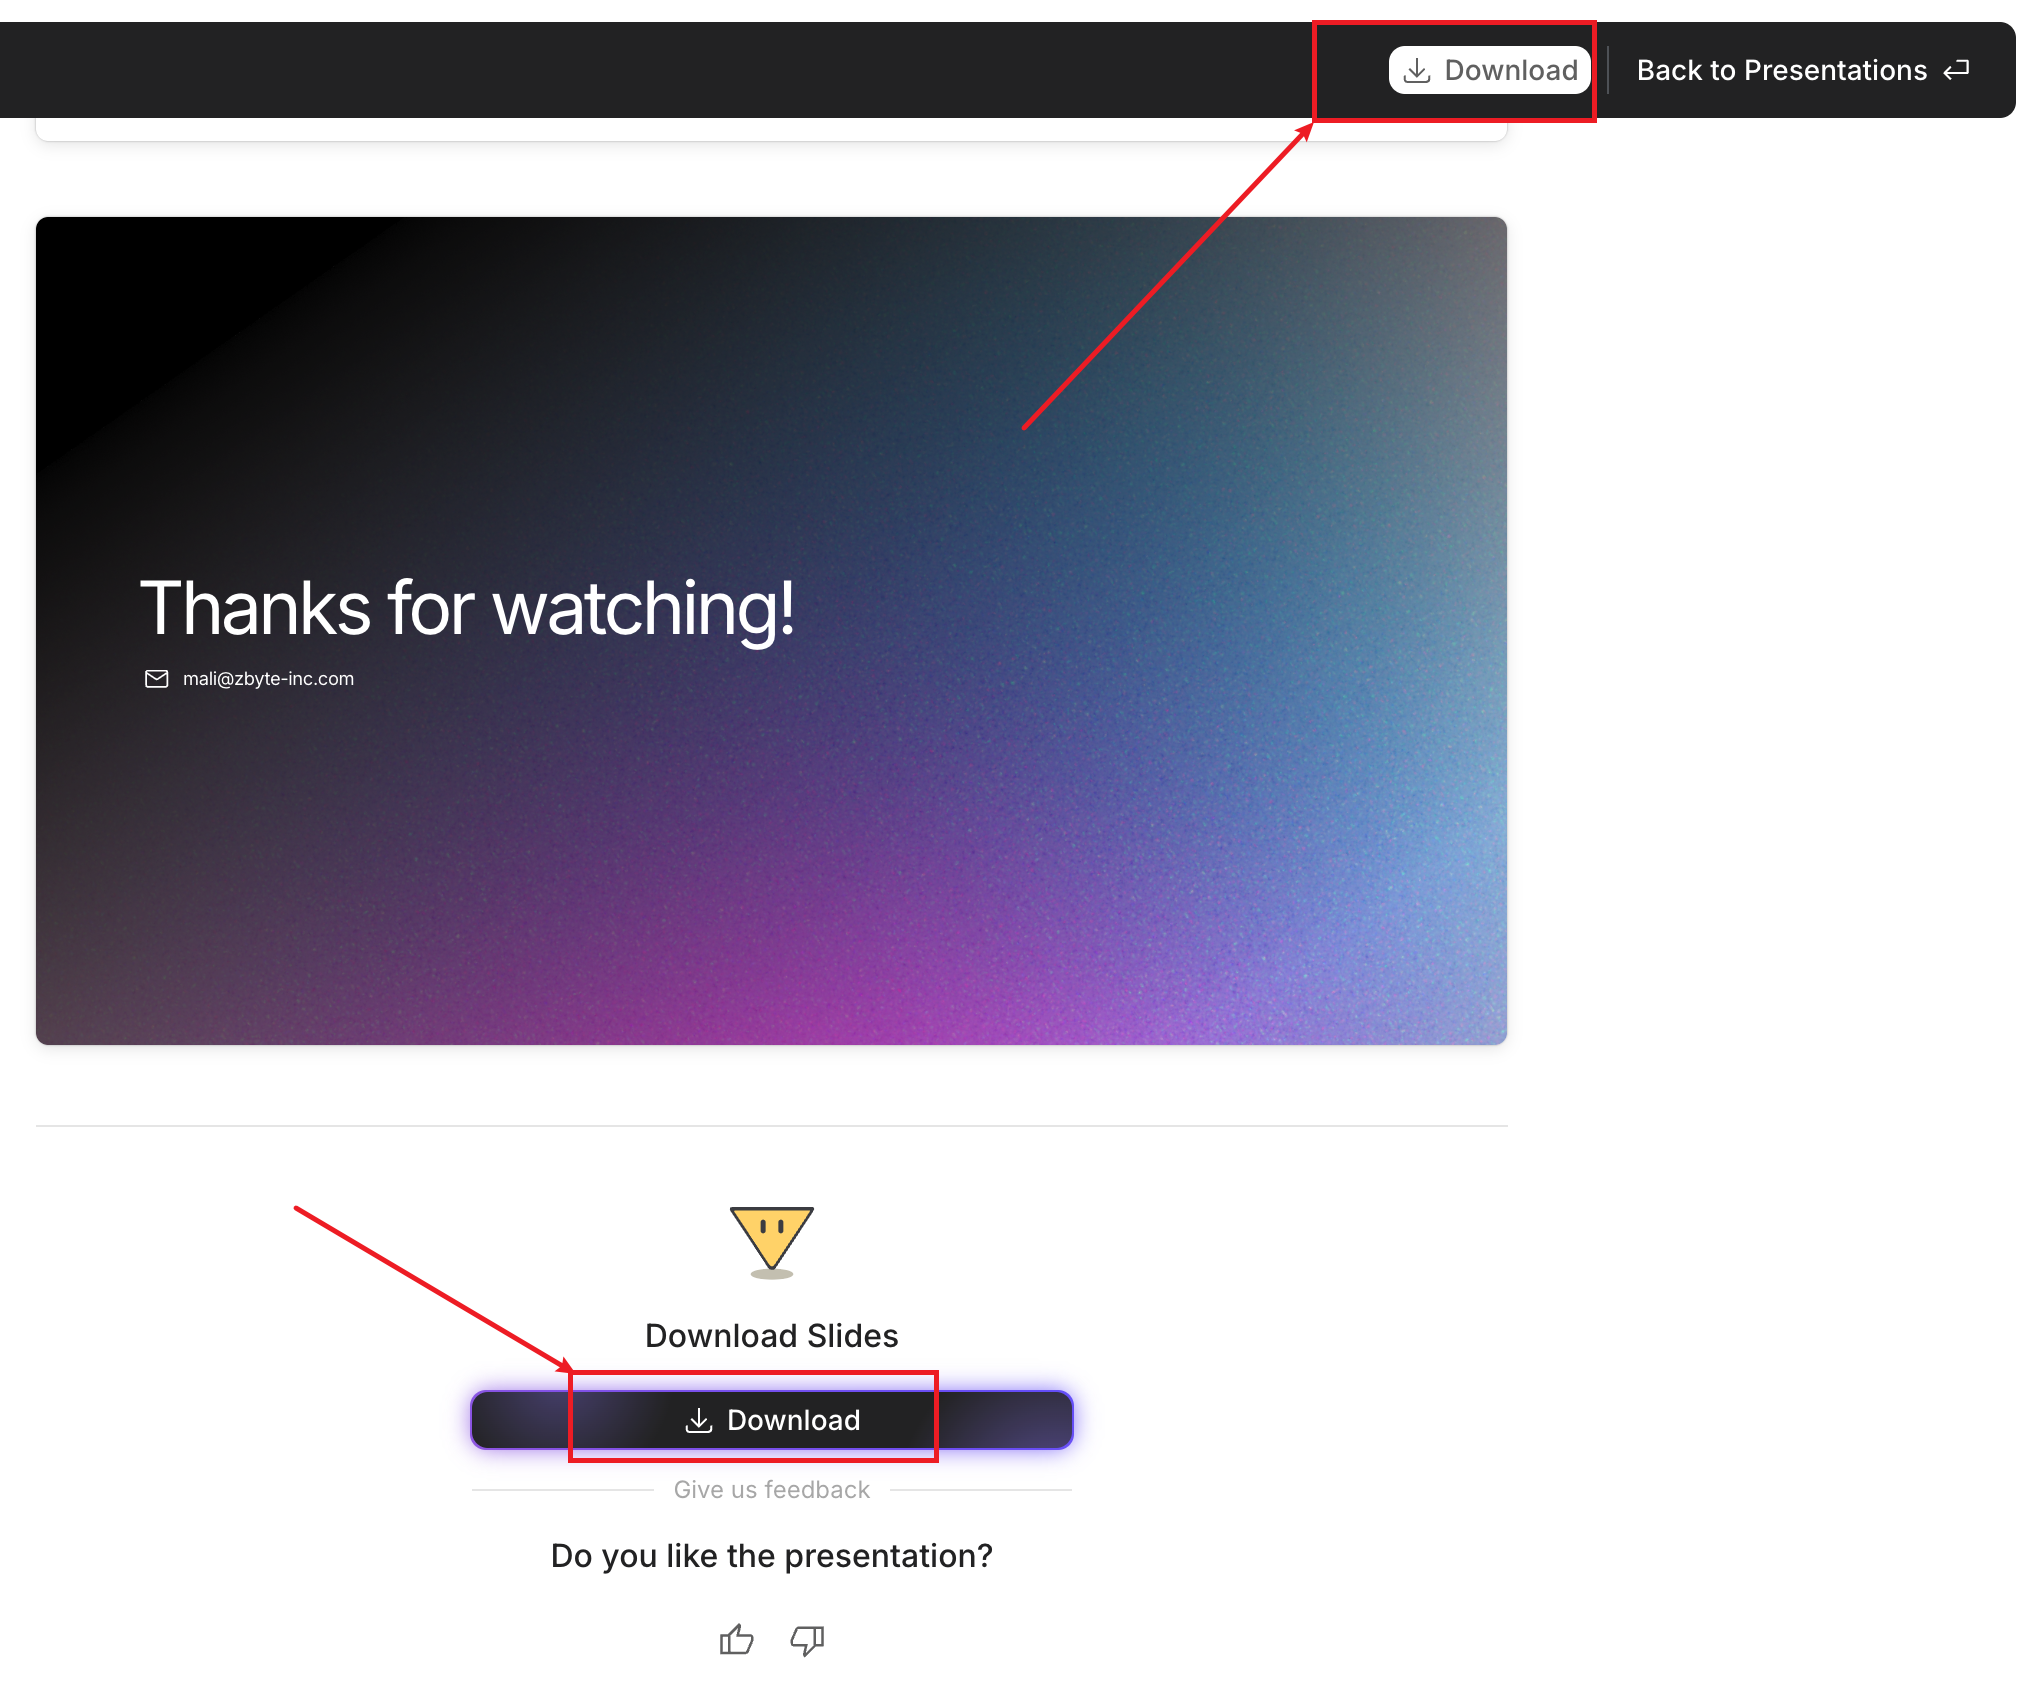 Download
Back to Presentations
Thanks for watching!
mali@zbyte-inc.com
Download Slides
Download
Give us feedback
Do you like the presentation?